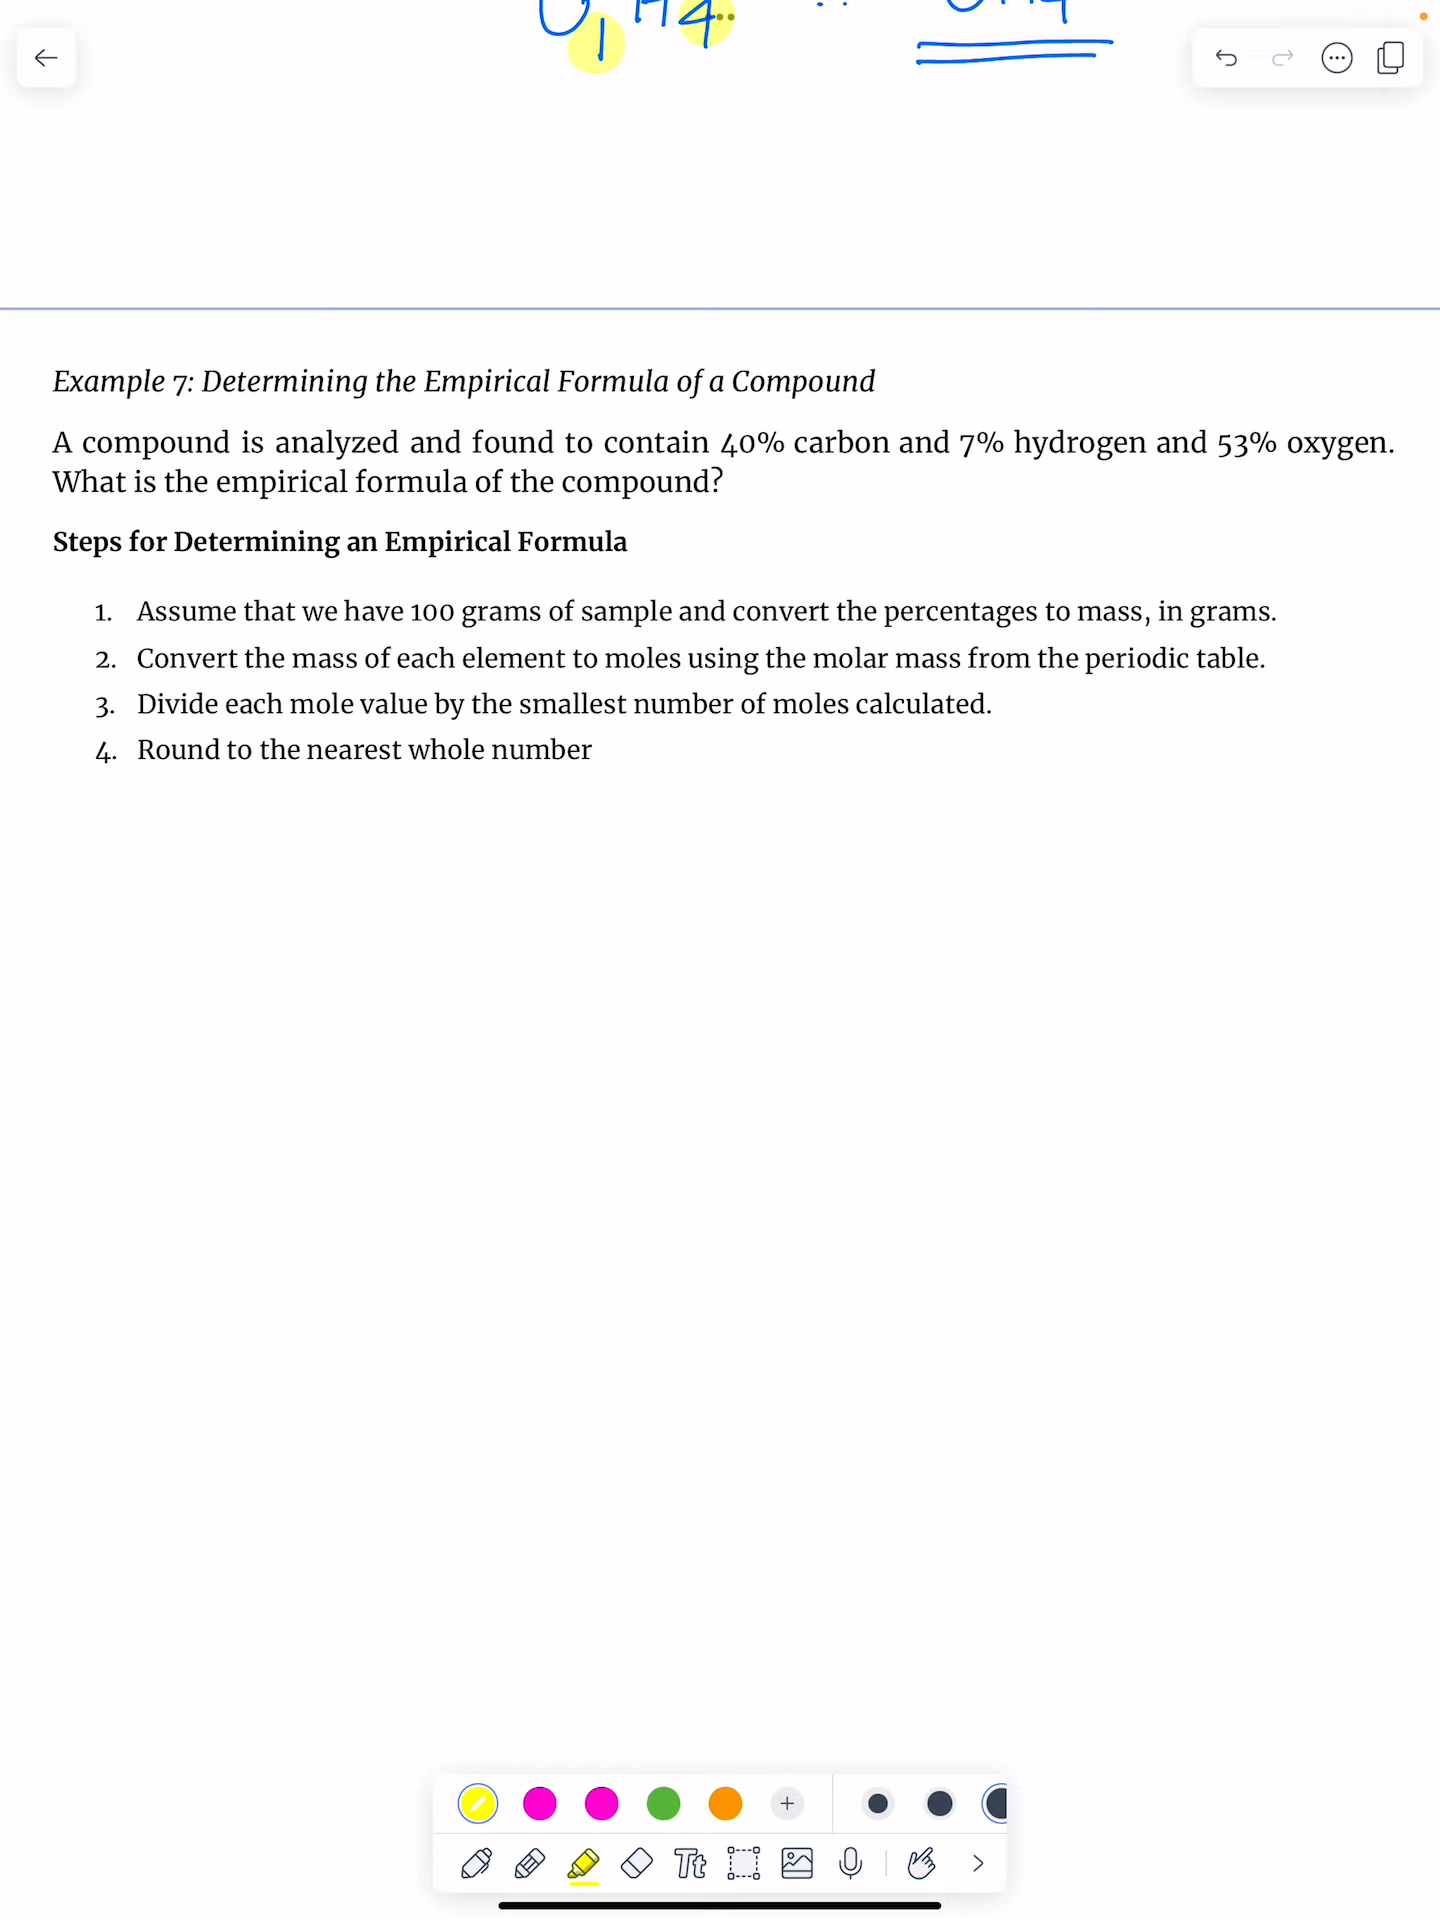 Example 7: Determining the Empirical Formula of a Compound
A compound is analyzed and found to contain 40% carbon and 7% hydrogen and 53% oxygen.
What is the empirical formula of the compound?
Steps for Determining an Empirical Formula
1. Assume that we have 100 grams of sample and convert the percentages to mass, in grams.
2. Convert the mass of each element to moles using the molar mass from the periodic table.
3. Divide each mole value by the smallest number of moles calculated.
4. Round to the nearest whole number
Tt